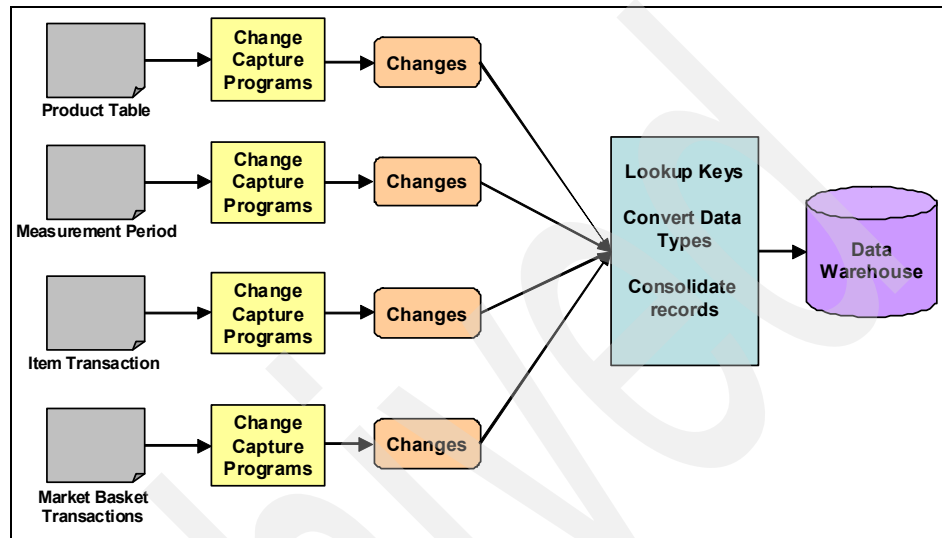 Product Table
Change
Capture
Programs
Changes
Measurement Period
Change
Capture
Programs
Changes
Item Transaction
Change
Capture
Programs
Changes
Market Basket
Transactions
Change
Capture
Programs
Changes
Lookup Keys
Convert Data
Types
Consolidate
records
Data
Warehouse